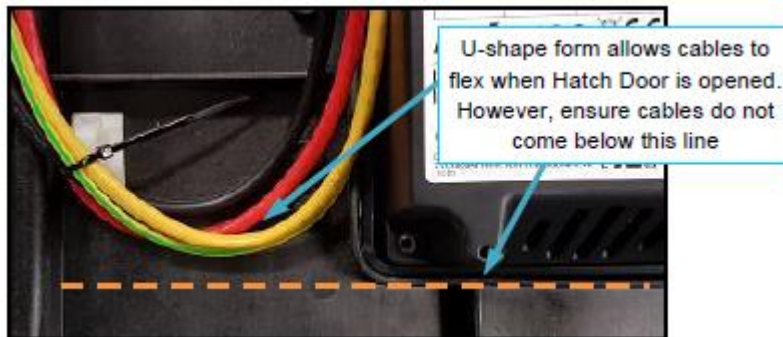 U-shape form allows cables to
flex when Hatch Door is opened.
However, ensure cables do not
come below this line